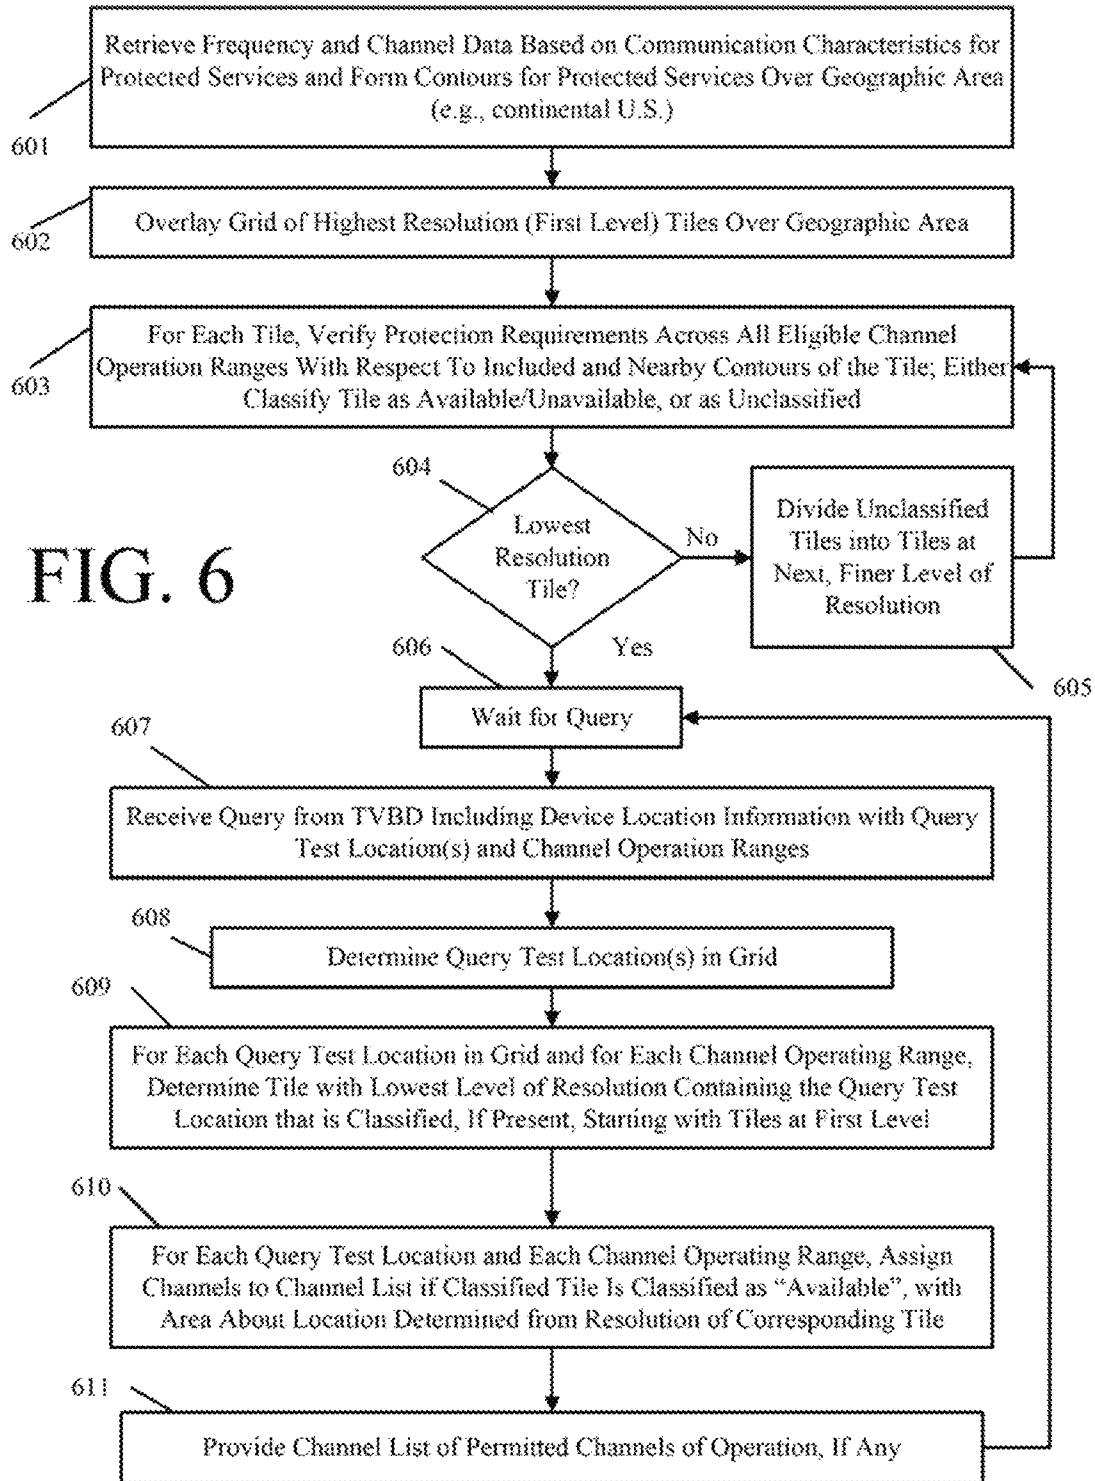 Retrieve Frequency and Channel Data Based on Communication Characteristics for
Protected Services and Form Contours for Protected Services Over Geographic Area
(e.g., continental U.S.)
601
Overlay Grid of Highest Resolution (First Level) Tiles Over Geographic Area
602
For Each Tile, Verify Protection Requirements Across All Eligible Channel
Operation Ranges With Respect To Included and Nearby Contours of the Tile; Either
Classify Tile as Available/Unavailable, or as Unclassified
603
604
Lowest
Resolution
Tile?
No
Yes
Divide Unclassified
Tiles into Tiles at
Next, Finer Level of
Resolution
605
FIG. 6
606
Wait for Query
607
Receive Query from TVBD Including Device Location Information with Query
Test Location(s) and Channel Operation Ranges
608
Determine Query Test Location(s) in Grid
609
For Each Query Test Location in Grid and for Each Channel Operating Range,
Determine Tile with Lowest Level of Resolution Containing the Query Test
Location that is Classified, If Present, Starting with Tiles at First Level
610
For Each Query Test Location and Each Channel Operating Range, Assign
Channels to Channel List if Classified Tile Is Classified as “Available”, with
Area About Location Determined from Resolution of Corresponding Tile
611
Provide Channel List of Permitted Channels of Operation, If Any